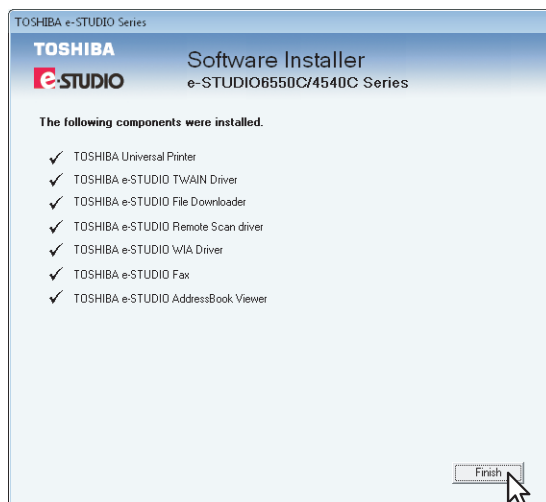 TOSHIBA e-STUDIO Series
TOSHIBA
e-STUDIO
Software Installer
e-STUDIO6550C/4540C Series
The following components were installed.
TOSHIBA Universal Printer
TOSHIBA e-STUDIO TWAIN Driver
TOSHIBA e-STUDIO File Downloader
TOSHIBA e-STUDIO Remote Scan driver
TOSHIBA e-STUDIO WIA Driver
TOSHIBA e-STUDIO Fax
TOSHIBA e-STUDIO AddressBook Viewer
Finish